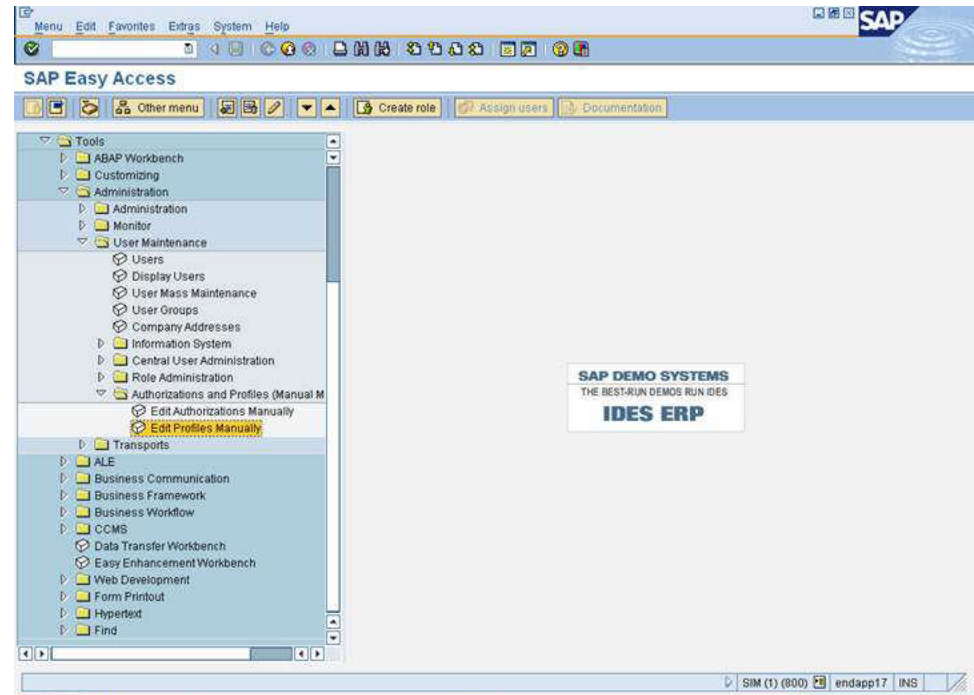 Menu Edit Favorites Extras System Help
SAP
SAP Easy Access
Other menu Create role Assign users Documentation
Tools
ABAP Workbench
Customizing
Administration
Administration
Monitor
User Maintenance
Users
Display Users
User Mass Maintenance
User Groups
Company Addresses
Information System
Central User Administration
Role Administration
Authorizations and Profiles (Manual M
Edit Authorizations Manually
Edit Profiles Manually
Transports
ALE
Business Communication
Business Framework
Business Workflow
CCMS
Data Transfer Workbench
Easy Enhancement Workbench
Web Development
Form Printout
Hypertext
Find
SAP DEMO SYSTEMS
THE BEST-RUN DEMOS RUN IDES
IDES ERP
SIM (1) (800) endapp17 INS